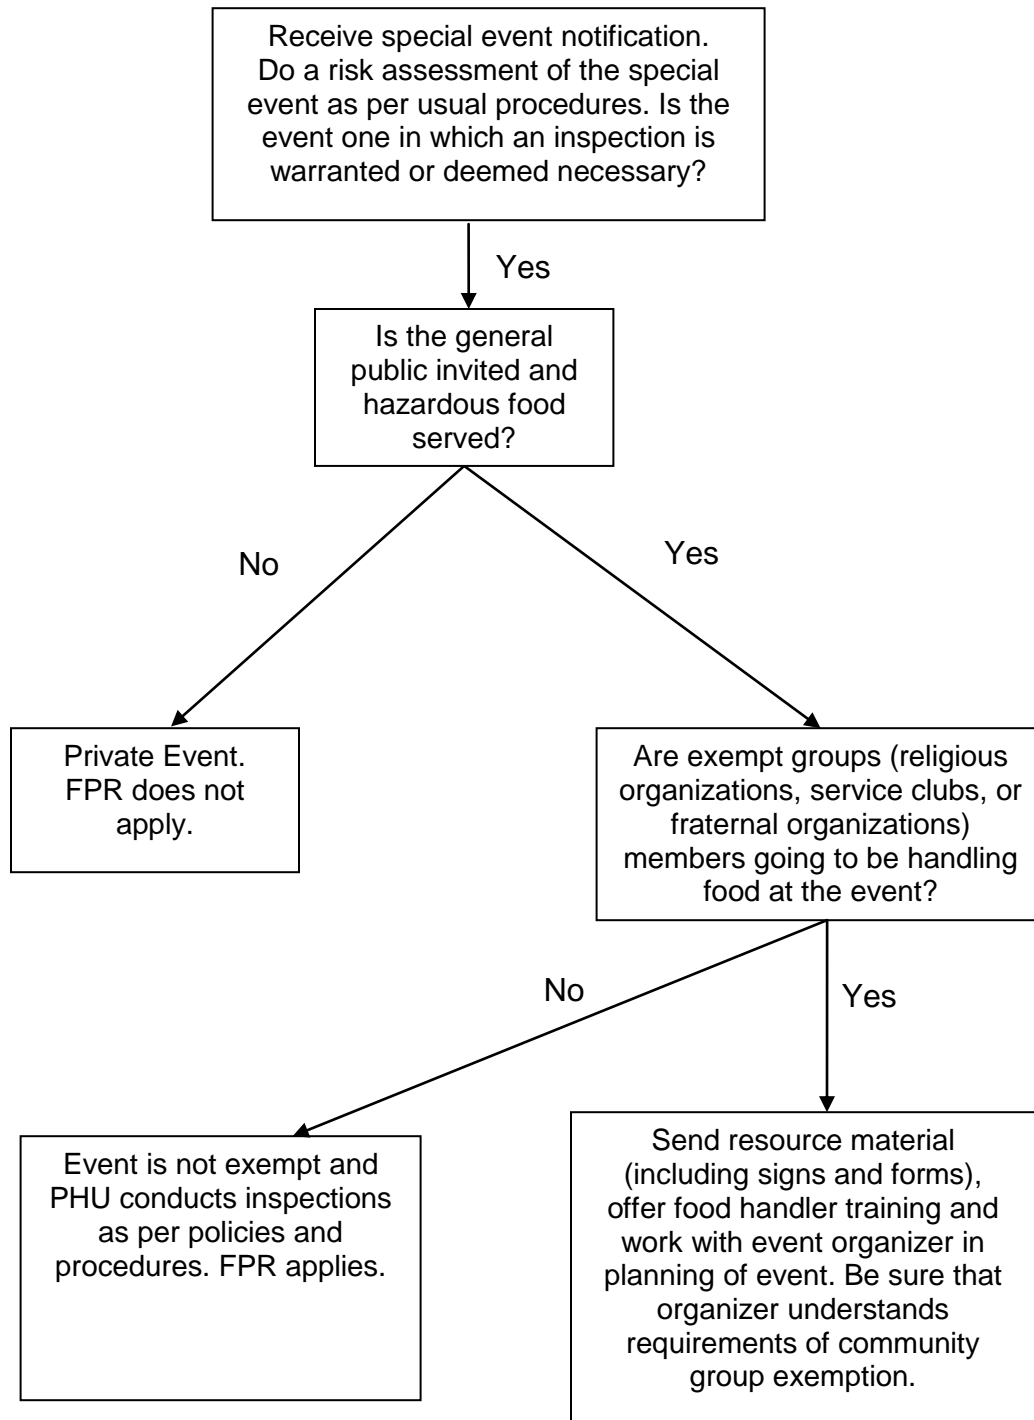 Receive special event notification.
Do a risk assessment of the special
event as per usual procedures. Is the
event one in which an inspection is
warranted or deemed necessary?
Yes
Is the general
public invited and
hazardous food
served?
No
Yes
Private Event.
FPR does not
apply.
Are exempt groups (religious
organizations, service clubs, or
fraternal organizations)
members going to be handling
food at the event?
No
Yes
Event is not exempt and
PHU conducts inspections
as per policies and
procedures. FPR applies.
Send resource material
(including signs and forms),
offer food handler training and
work with event organizer in
planning of event. Be sure that
organizer understands
requirements of community
group exemption.